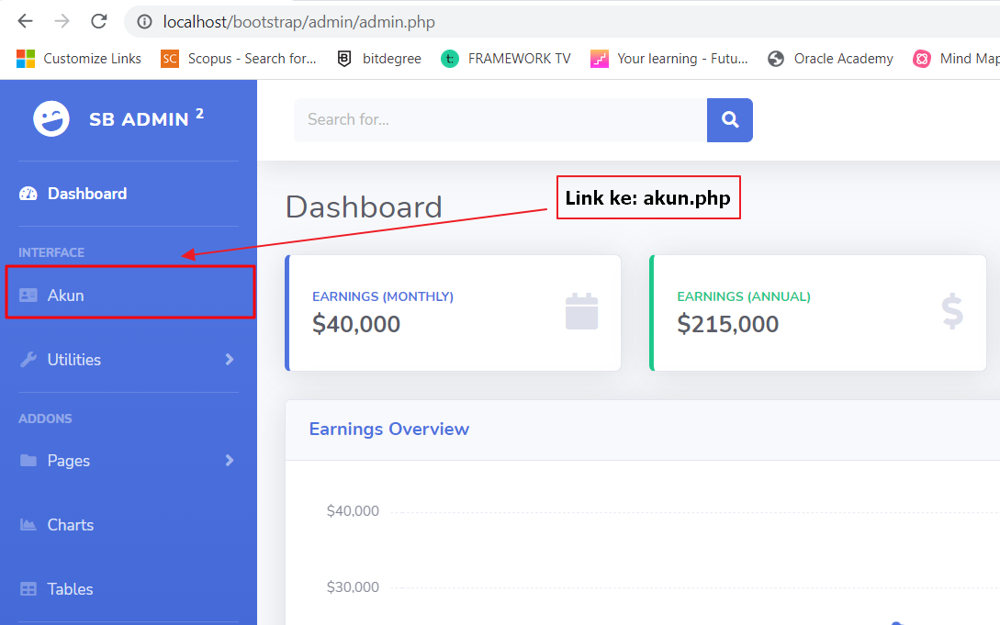 localhost/bootstrap/admin/admin.php
Customize Links SC Scopus - Search for... B bitdegree t: FRAMEWORK TV Your learning - Futu... Oracle Academy Mind Map
SB ADMIN 2
Search for...
Dashboard
Dashboard
Link ke: akun.php
INTERFACE
Akun
Utilities
ADDONS
Pages
Charts
Tables
EARNINGS (MONTHLY)
$40,000
EARNINGS (ANNUAL)
$215,000
$
Earnings Overview
$40,000
$30,000